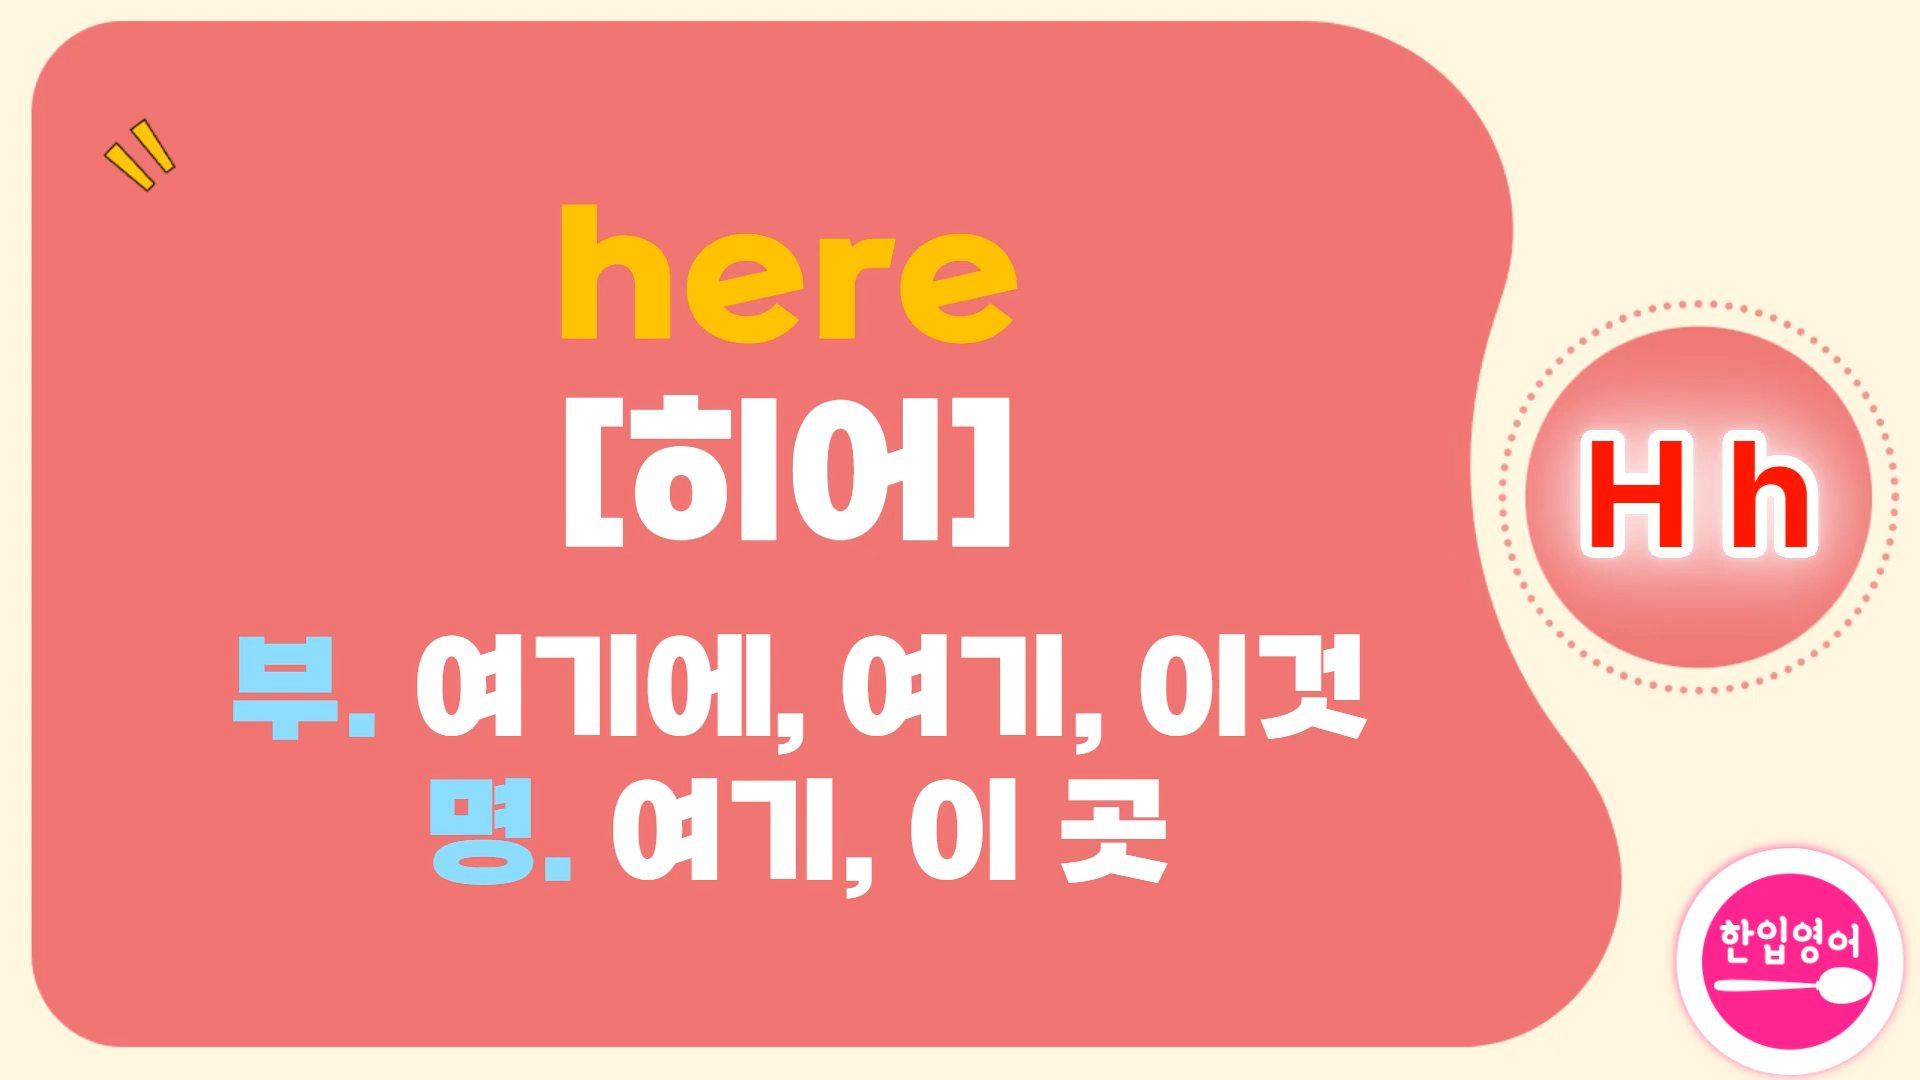 here
[히어]
부. 여기에, 여기, 이것
명. 여기, 이 곳
H h
한입영어